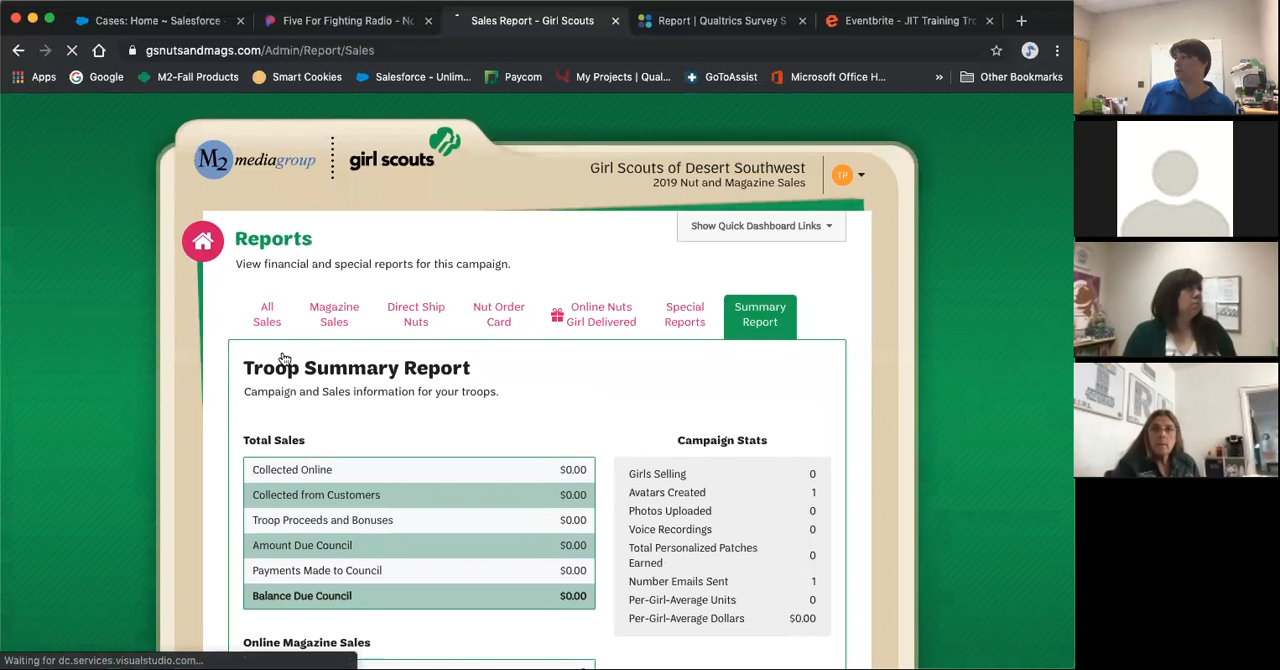 Cases: Home ~ Salesforce -
Five For Fighting Radio - No
Sales Report - Girl Scouts
Report | Qualtrics Survey S
Eventbrite - JIT Training Tro
gsnutsandmags.com/Admin/Report/Sales
Apps
Google
M2-Fall Products
Smart Cookies
Salesforce - Unlim...
Paycom
My Projects | Qual...
GoToAssist
Microsoft Office H...
»
Other Bookmarks
M2 mediagroup
girl scouts
Girl Scouts of Desert Southwest
2019 Nut and Magazine Sales
TP
Show Quick Dashboard Links
Reports
View financial and special reports for this campaign.
All Sales
Magazine Sales
Direct Ship Nuts
Nut Order Card
Online Nuts Girl Delivered
Special Reports
Summary Report
Troop Summary Report
Campaign and Sales information for your troops.
Total Sales
Collected Online $0.00
Collected from Customers $0.00
Troop Proceeds and Bonuses $0.00
Amount Due Council $0.00
Payments Made to Council $0.00
Balance Due Council $0.00
Campaign Stats
Girls Selling 0
Avatars Created 1
Photos Uploaded 0
Voice Recordings 0
Total Personalized Patches Earned 0
Number Emails Sent 1
Per-Girl-Average Units 0
Per-Girl-Average Dollars $0.00
Online Magazine Sales
Waiting for dc.services.visualstudio.com...